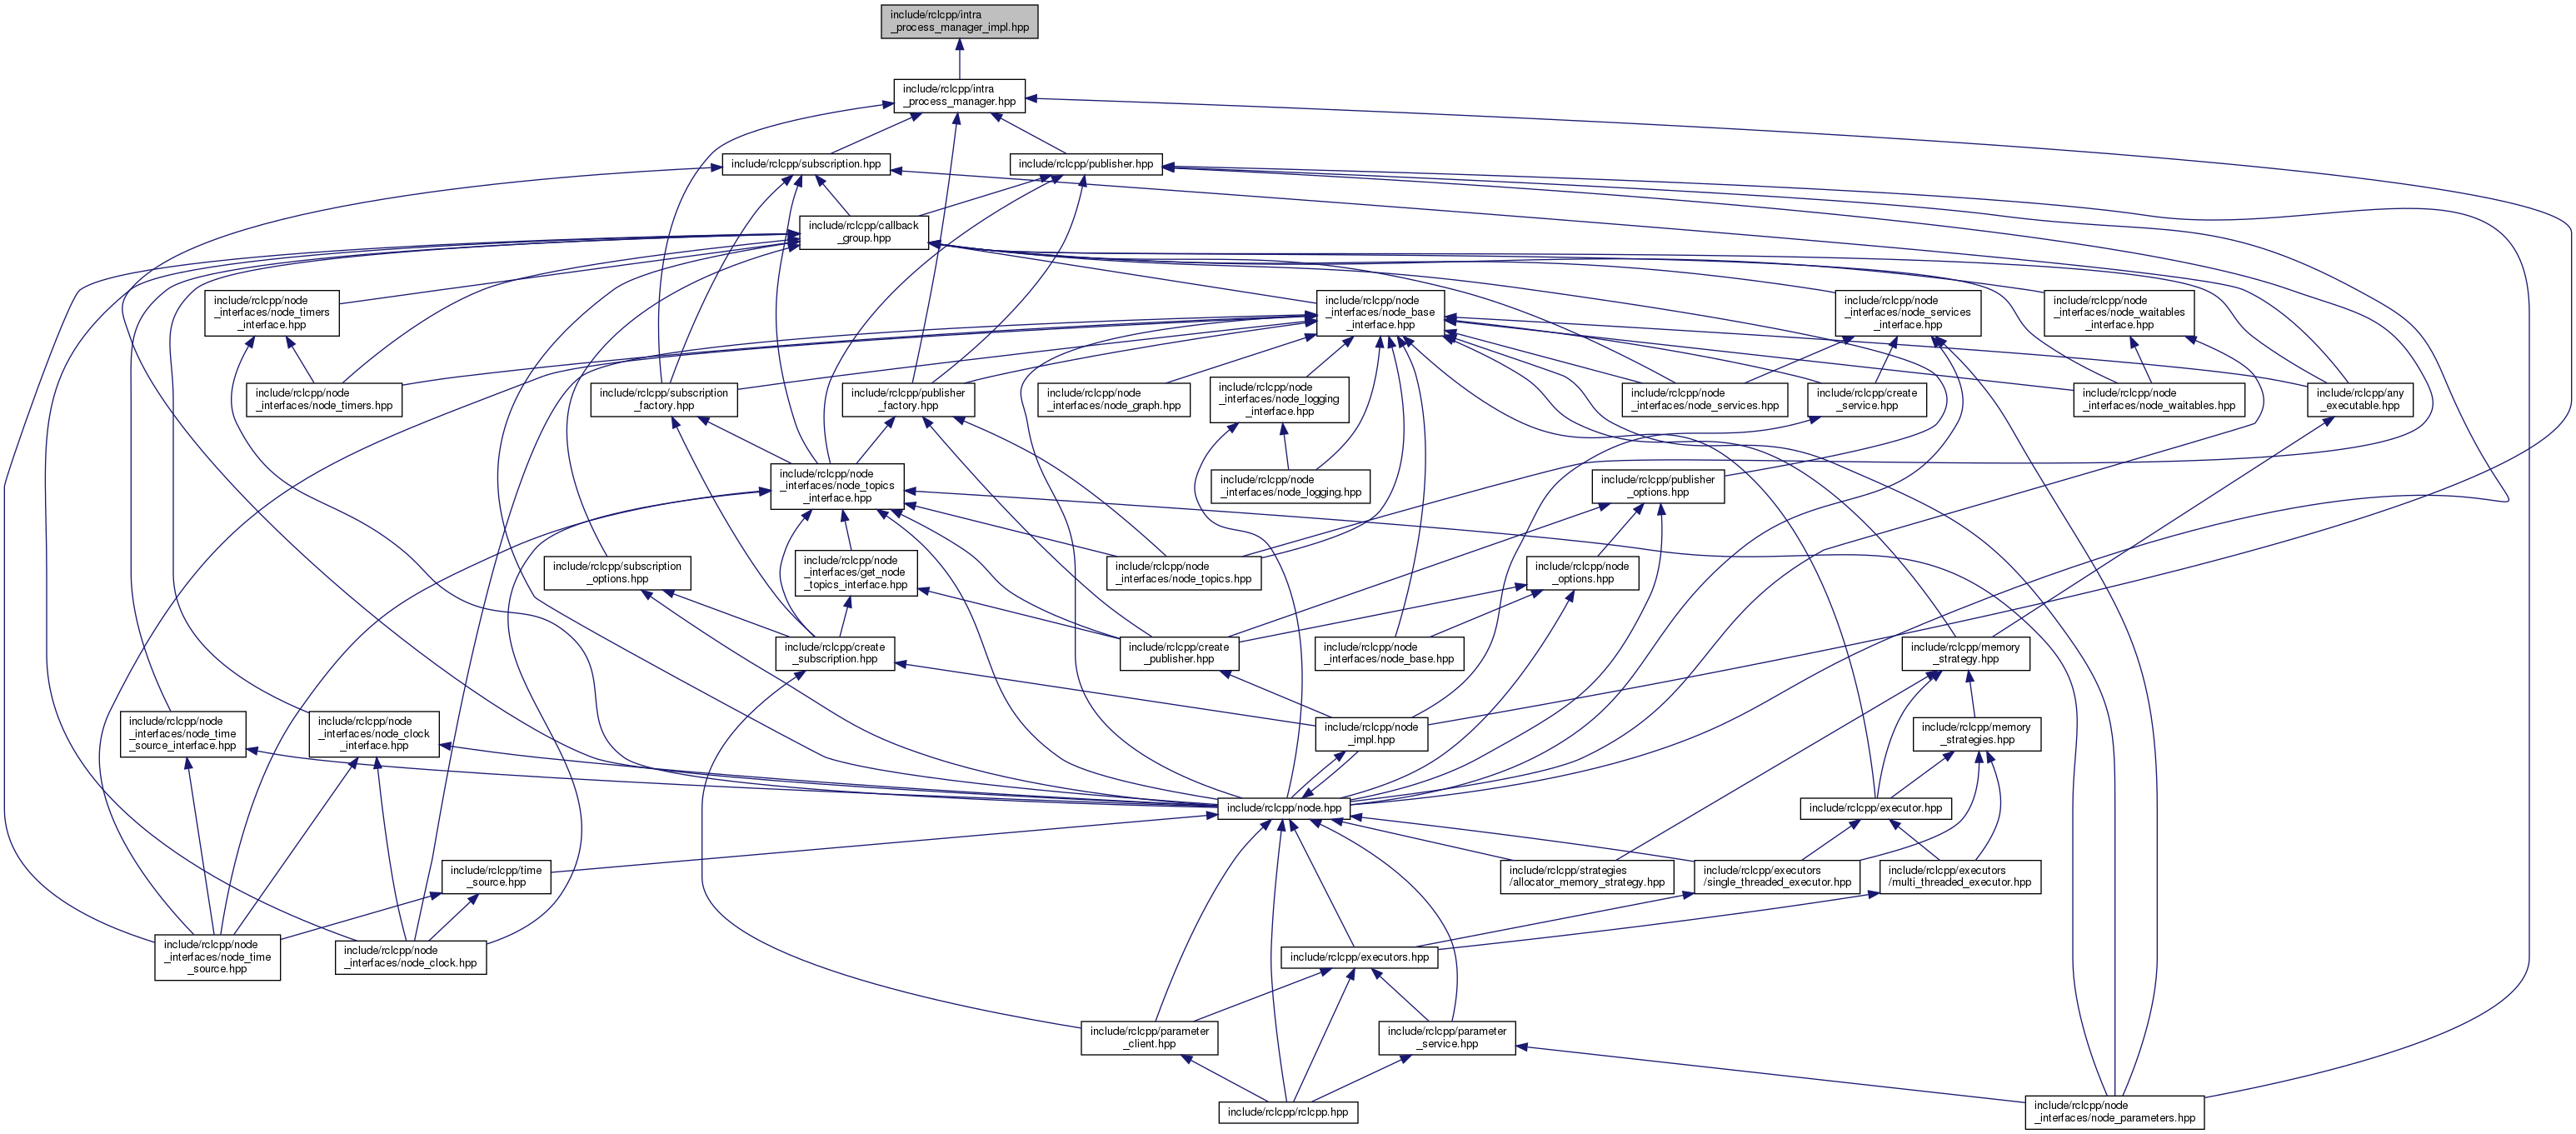 include/rclcpp/intra
_process_manager_impl.hpp
include/rclcpp/intra
_process_manager.hpp
include/rclcpp/subscription.hpp
include/rclcpp/publisher.hpp
include/rclcpp/callback
_group.hpp
include/rclcpp/node
_interfaces/node_timers
_interface.hpp
include/rclcpp/node
_interfaces/node_base
_interface.hpp
include/rclcpp/node
_interfaces/node_services
_interface.hpp
include/rclcpp/node
_interfaces/node_waitables
_interface.hpp
include/rclcpp/node
_interfaces/node_timers.hpp
include/rclcpp/subscription
_factory.hpp
include/rclcpp/publisher
_factory.hpp
include/rclcpp/node
_interfaces/node_graph.hpp
include/rclcpp/node
_interfaces/node_logging
_interface.hpp
include/rclcpp/node
_interfaces/node_services.hpp
include/rclcpp/create
_service.hpp
include/rclcpp/node
_interfaces/node_waitables.hpp
include/rclcpp/any
_executable.hpp
include/rclcpp/node
_interfaces/node_topics
_interface.hpp
include/rclcpp/node
_interfaces/node_logging.hpp
include/rclcpp/publisher
_options.hpp
include/rclcpp/subscription
_options.hpp
include/rclcpp/node
_interfaces/get_node
_topics_interface.hpp
include/rclcpp/node
_interfaces/node_topics.hpp
include/rclcpp/node
_options.hpp
include/rclcpp/create
_subscription.hpp
include/rclcpp/create
_publisher.hpp
include/rclcpp/node
_interfaces/node_base.hpp
include/rclcpp/memory
_strategy.hpp
include/rclcpp/node
_interfaces/node_time
_source_interface.hpp
include/rclcpp/node
_interfaces/node_clock
_interface.hpp
include/rclcpp/node
_impl.hpp
include/rclcpp/memory
_strategies.hpp
include/rclcpp/node.hpp
include/rclcpp/executor.hpp
include/rclcpp/time
_source.hpp
include/rclcpp/strategies
/allocator_memory_strategy.hpp
include/rclcpp/executors
/single_threaded_executor.hpp
include/rclcpp/executors
/multi_threaded_executor.hpp
include/rclcpp/node
_interfaces/node_time
_source.hpp
include/rclcpp/node
_interfaces/node_clock.hpp
include/rclcpp/executors.hpp
include/rclcpp/parameter
_client.hpp
include/rclcpp/parameter
_service.hpp
include/rclcpp/rclcpp.hpp
include/rclcpp/node
_interfaces/node_parameters.hpp